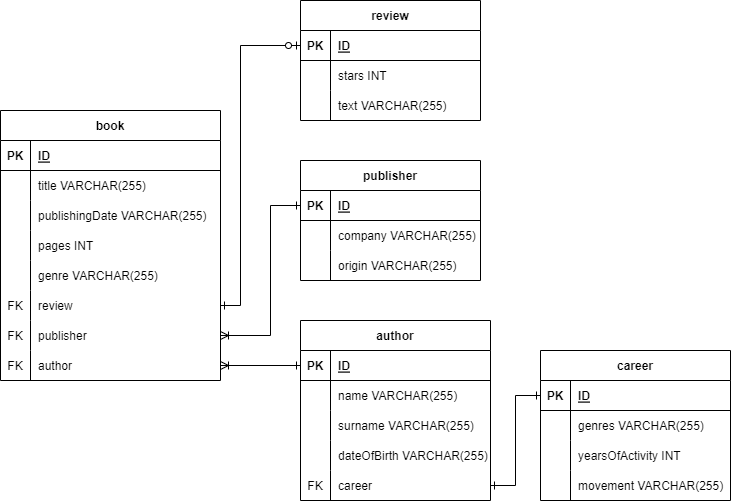 review
PK ID
stars INT
text VARCHAR(255)
book
PK ID
title VARCHAR(255)
publishingDate VARCHAR(255)
pages INT
genre VARCHAR(255)
FK review
FK publisher
FK author
publisher
PK ID
company VARCHAR(255)
origin VARCHAR(255)
author
PK ID
name VARCHAR(255)
surname VARCHAR(255)
dateOfBirth VARCHAR(255)
FK career
career
PK ID
genres VARCHAR(255)
yearsOfActivity INT
movement VARCHAR(255)